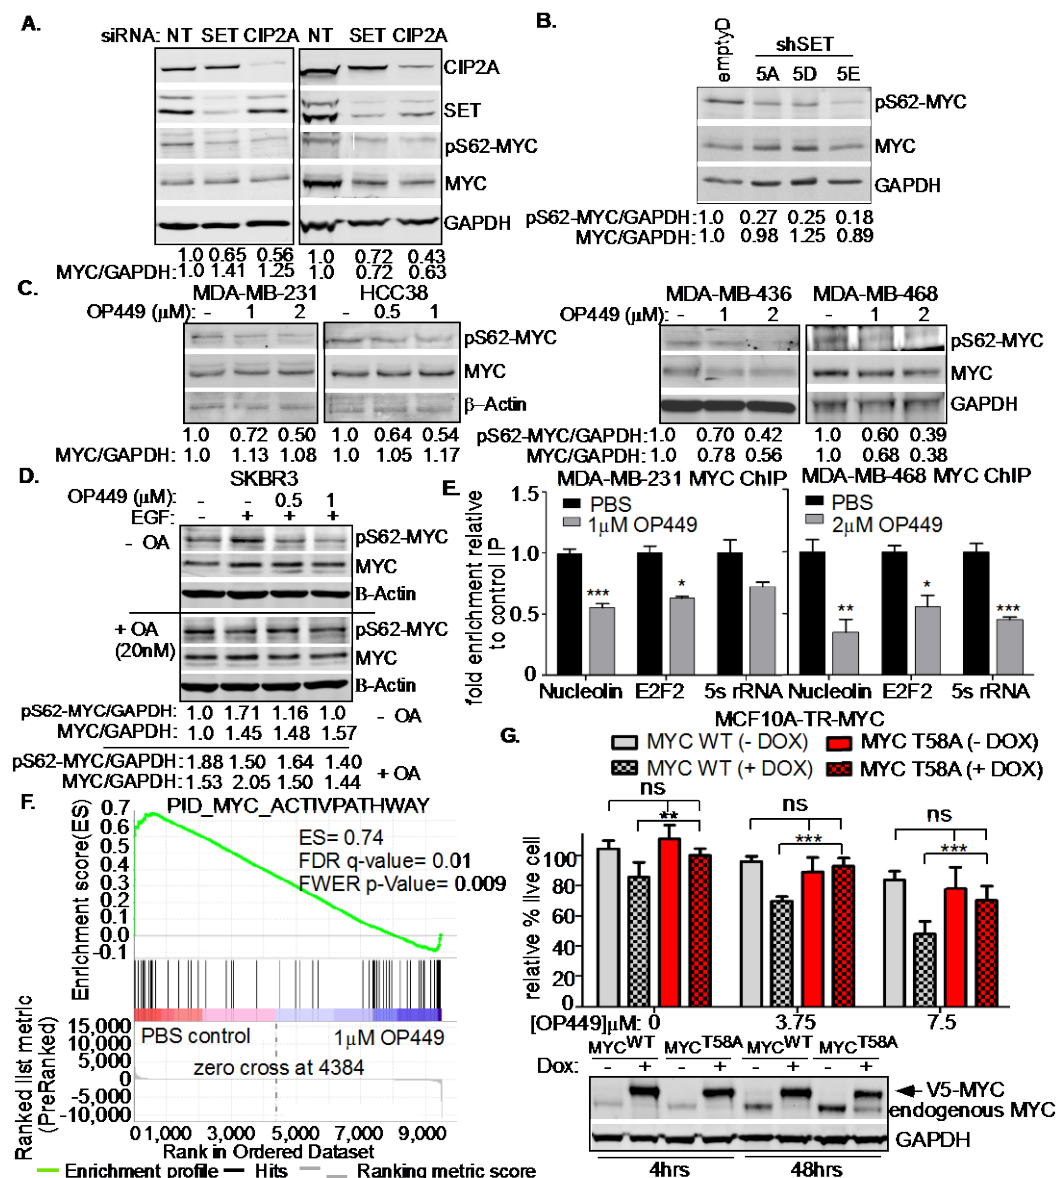 A.
siRNA: NT SET CIP2A NT SET CIP2A
CIP2A
SET
pS62-MYC
MYC
GAPDH
1.0 0.65 0.56 1.0 0.72 0.43
MYC/GAPDH: 1.0 1.41 1.25 1.0 0.72 0.63
B.
emptyD
shSET
5A 5D 5E
pS62-MYC
MYC
GAPDH
pS62-MYC/GAPDH: 1.0 0.27 0.25 0.18
MYC/GAPDH: 1.0 0.98 1.25 0.89
C.
MDA-MB-231 HCC38
OP449 (μM): - 1 2 - 0.5 1
pS62-MYC
MYC
β-Actin
1.0 0.72 0.50 1.0 0.64 0.54
MYC/GAPDH: 1.0 1.13 1.08 1.0 1.05 1.17
MDA-MB-436 MDA-MB-468
OP449 (μM): - 1 2 - 1 2
pS62-MYC
MYC
GAPDH
pS62-MYC/GAPDH: 1.0 0.70 0.42 1.0 0.60 0.39
MYC/GAPDH: 1.0 0.78 0.56 1.0 0.68 0.38
D.
SKBR3
OP449 (μM): - - 0.5 1
EGF: - + + +
- OA
pS62-MYC
MYC
ß-Actin
+ OA
(20nM)
pS62-MYC
MYC
ß-Actin
pS62-MYC/GAPDH: 1.0 1.71 1.16 1.0 - OA
MYC/GAPDH: 1.0 1.45 1.48 1.57
pS62-MYC/GAPDH: 1.88 1.50 1.64 1.40 + OA
MYC/GAPDH: 1.53 2.05 1.50 1.44
E.
MDA-MB-231 MYC ChIP MDA-MB-468 MYC ChIP
fold enrichment relative
to control IP
1.5
1.0
0.5
0
PBS
1μM OP449
PBS
2μM OP449
*** * ** * ***
Nucleolin E2F2 5s rRNA Nucleolin E2F2 5s rRNA
F.
PID_MYC_ACTIVPATHWAY
Enrichment score(ES)
0.7
0.6
0.5
0.4
0.3
0.2
0.1
0.0
-0.1
ES= 0.74
FDR q-value= 0.01
FWER p-Value= 0.009
Ranked list metric
(PreRanked)
15,000
10,000
5,000
0
-5,000
-10,000
PBS control 1μM OP449
zero cross at 4384
0 1,000 3,000 5,000 7,000 9,000
Rank in Ordered Dataset
Enrichment profile Hits Ranking metric score
G.
MCF10A-TR-MYC
MYC WT (- DOX) MYC T58A (- DOX)
MYC WT (+ DOX) MYC T58A (+ DOX)
relative % live cell
100
80
60
40
20
0
ns ns ns
** *** ***
[OP449]μM: 0 3.75 7.5
MYCWT MYCT58A MYCWT MYCT58A
Dox: - + - + - + - +
V5-MYC
endogenous MYC
GAPDH
4hrs 48hrs